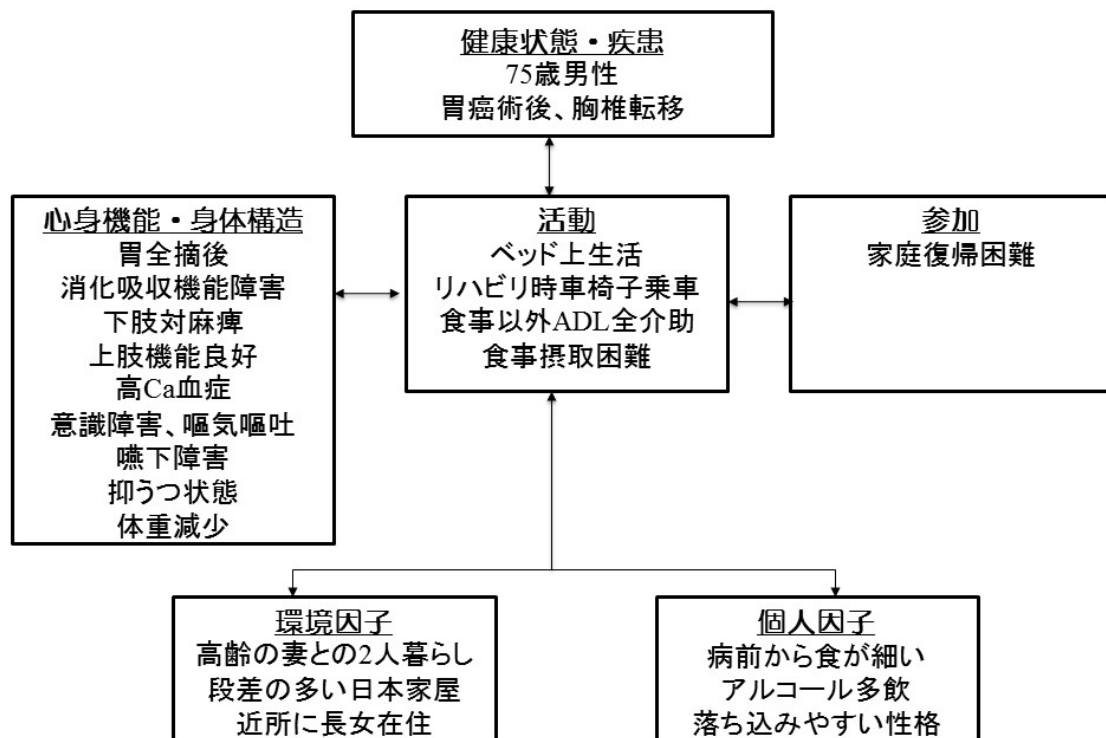 健康状態・疾患
75歳男性
胃癌術後、胸椎転移
心身機能・身体構造
胃全摘後
消化吸収機能障害
下肢対麻痺
上肢機能良好
高Ca血症
意識障害、嘔気嘔吐
嚥下障害
抑うつ状態
体重減少
活動
ベッド上生活
リハビリ時車椅子乗車
食事以外ADL全介助
食事摂取困難
参加
家庭復帰困難
環境因子
高齢の妻との2人暮らし
段差の多い日本家屋
近所に長女在住
個人因子
病前から食が細い
アルコール多飲
落ち込みやすい性格